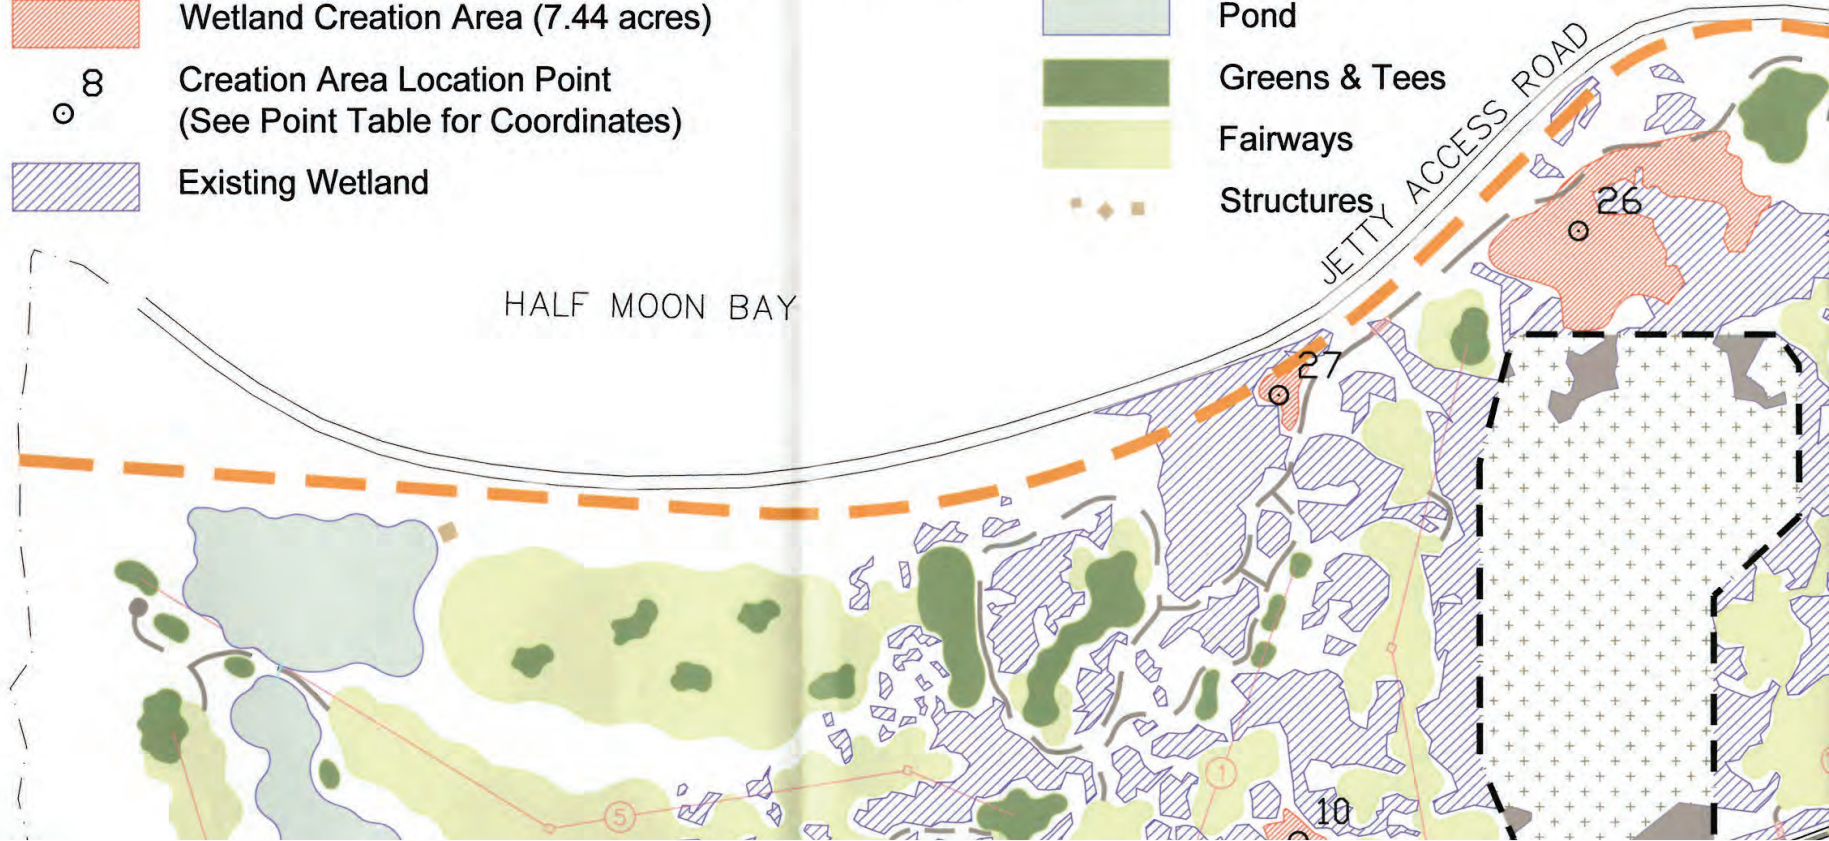 Wetland Creation Area (7.44 acres)
8
Creation Area Location Point
(See Point Table for Coordinates)
Existing Wetland
Pond
Greens & Tees
Fairways
Structures
JETTY ACCESS ROAD
HALF MOON BAY
26
27
5
1
10